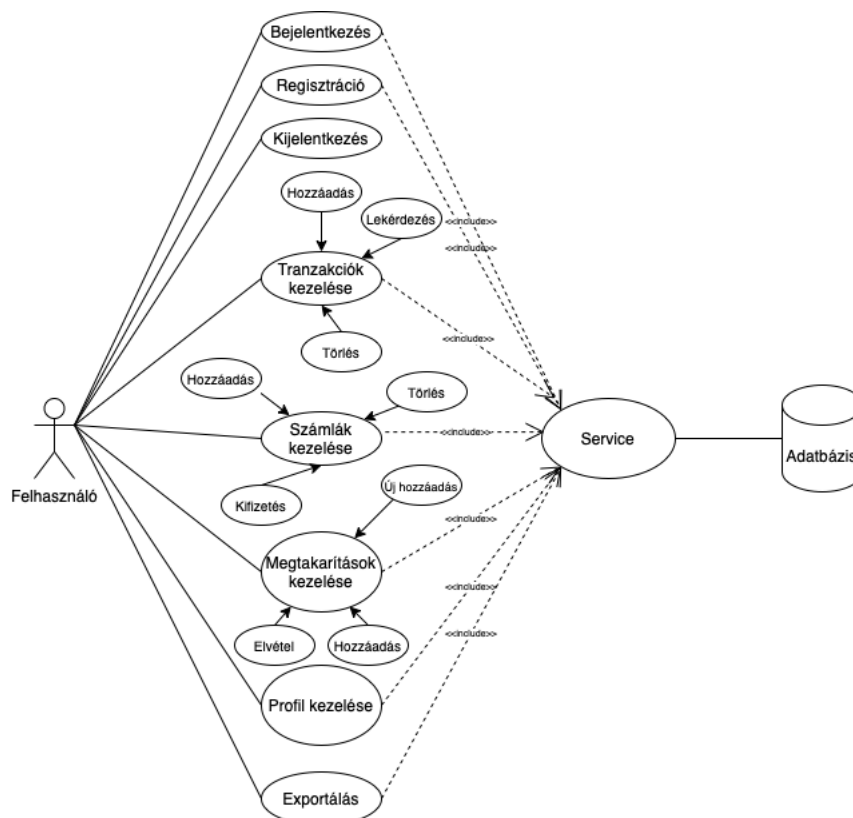 Bejelentkezés
Regisztráció
Kijelentkezés
Hozzáadás
Lekérdezés
<<include>>
<<include>>
Tranzakciók
kezelése
<<include>>
Törlés
Hozzáadás
Törlés
Számlák
kezelése
<<include>>
Service
Adatbázis
Felhasználó
Kifizetés
Új hozzáadás
<<include>>
Megtakarítások
kezelése
<<include>>
Elvétel
Hozzáadás
<<include>>
Profil kezelése
Exportálás